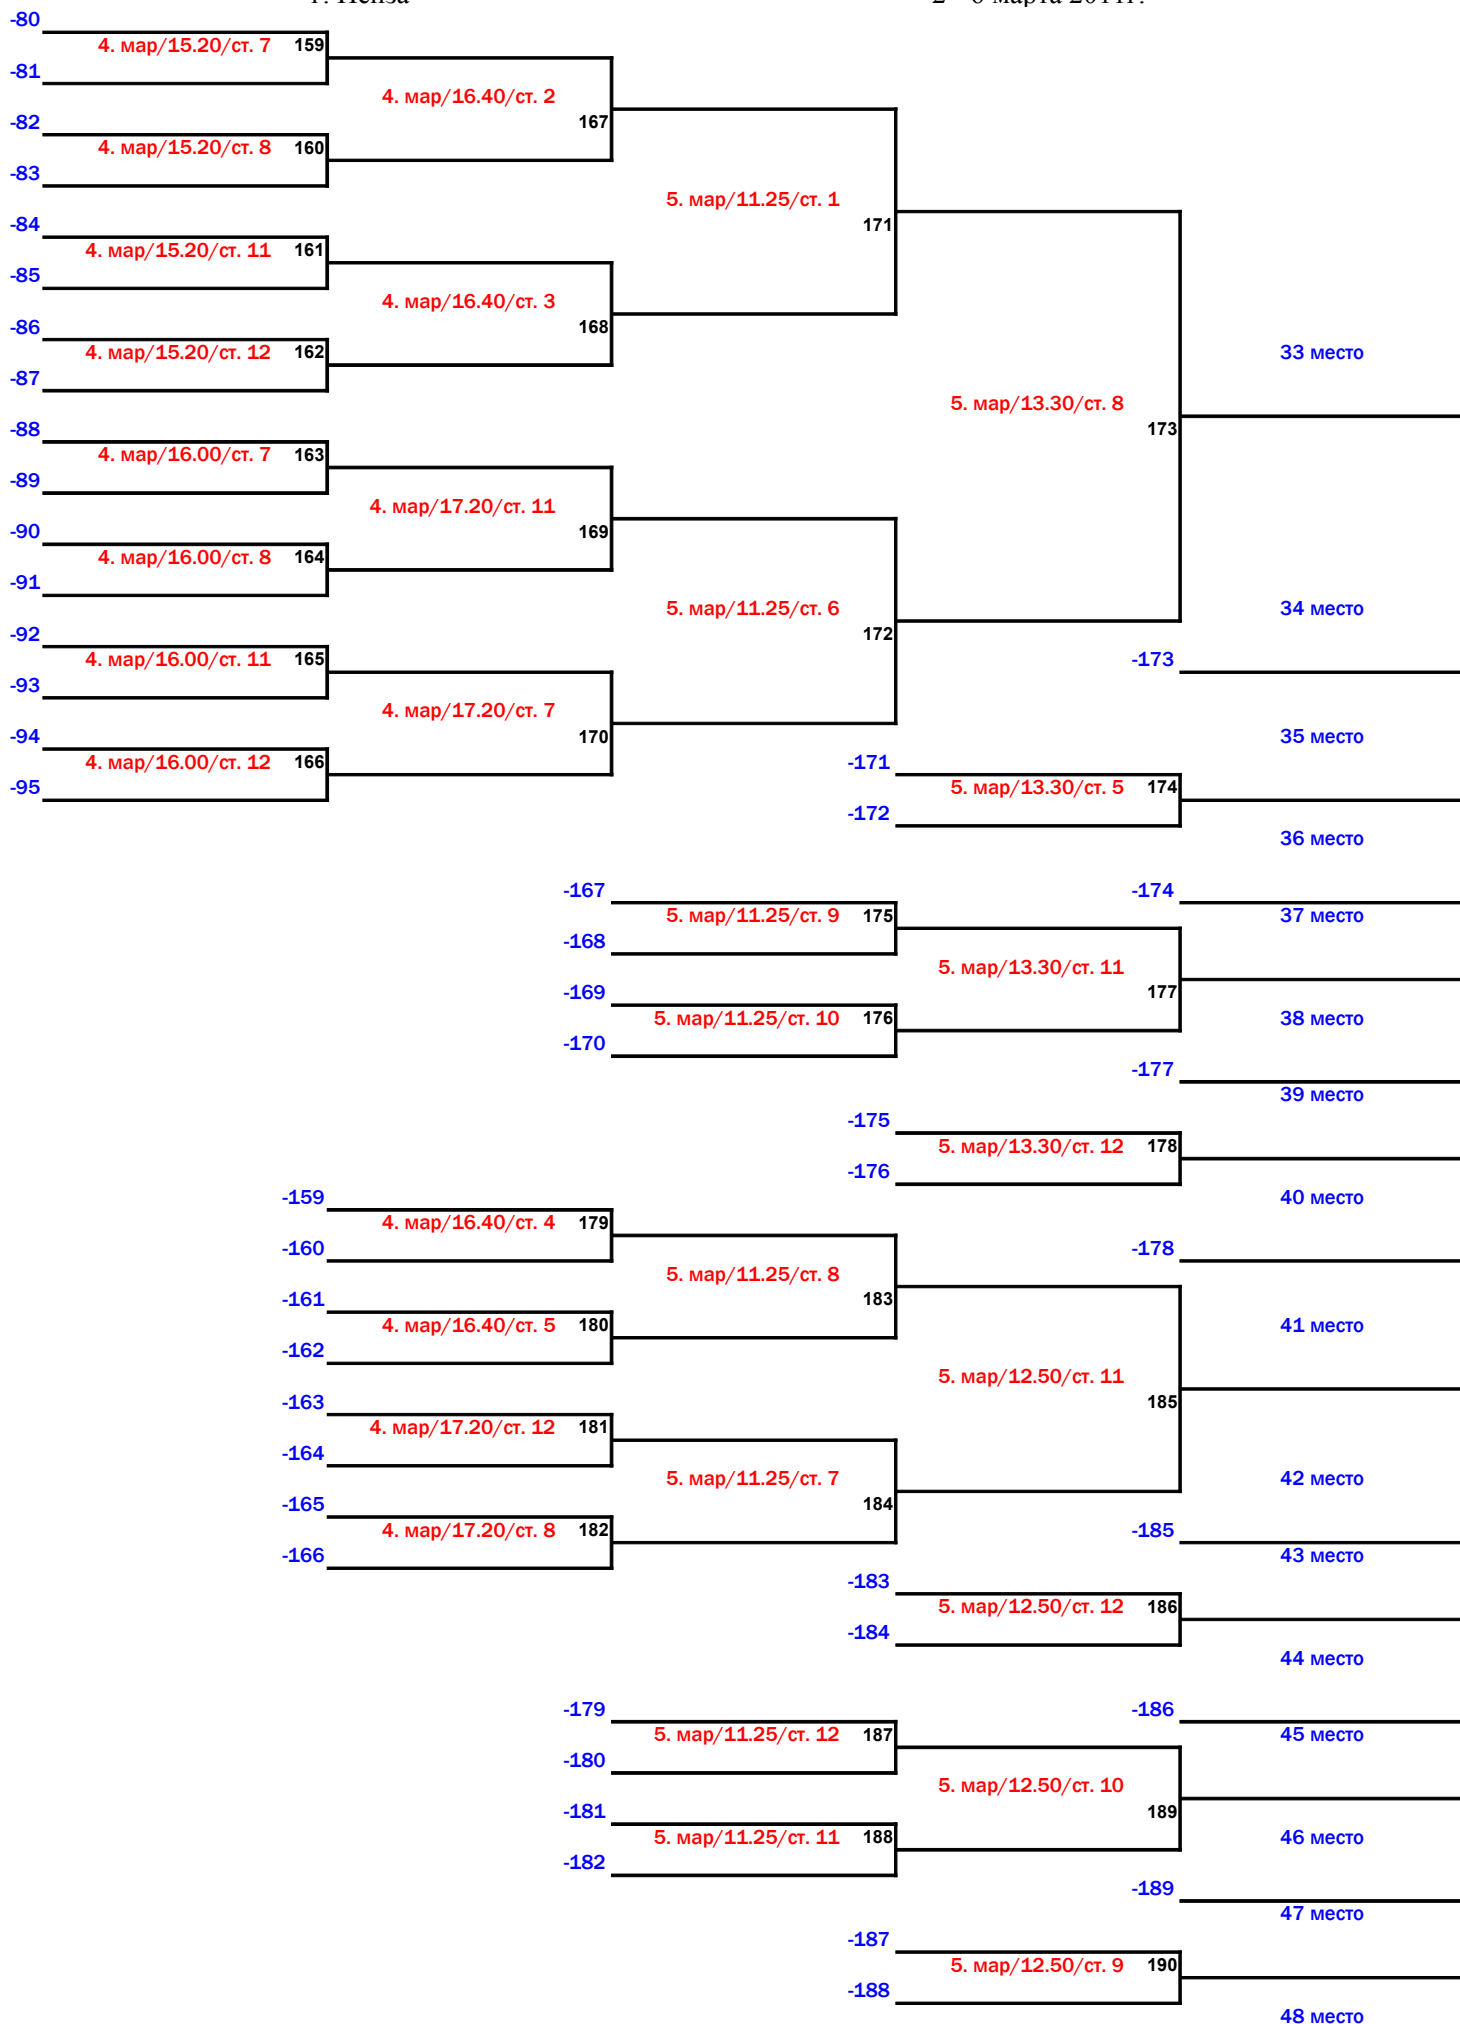 -80
4. мар/15.20/ст. 7 159
-81
4. мар/16.40/ст. 2
167
-82
4. мар/15.20/ст. 8 160
-83
5. мар/11.25/ст. 1
171
-84
4. мар/15.20/ст. 11 161
-85
4. мар/16.40/ст. 3
168
-86
4. мар/15.20/ст. 12 162
-87
33 место
5. мар/13.30/ст. 8
173
-88
4. мар/16.00/ст. 7 163
-89
4. мар/17.20/ст. 11
169
-90
4. мар/16.00/ст. 8 164
-91
5. мар/11.25/ст. 6
172
34 место
-92
4. мар/16.00/ст. 11 165
-93
-173
4. мар/17.20/ст. 7
170
-94
4. мар/16.00/ст. 12 166
-95
35 место
-171
5. мар/13.30/ст. 5 174
-172
36 место
-167
5. мар/11.25/ст. 9 175
-168
-174
37 место
5. мар/13.30/ст. 11
177
-169
5. мар/11.25/ст. 10 176
-170
38 место
-177
39 место
-175
5. мар/13.30/ст. 12 178
-176
40 место
-159
4. мар/16.40/ст. 4 179
-160
-178
5. мар/11.25/ст. 8
183
-161
4. мар/16.40/ст. 5 180
-162
41 место
5. мар/12.50/ст. 11
185
-163
4. мар/17.20/ст. 12 181
-164
5. мар/11.25/ст. 7
184
42 место
-165
4. мар/17.20/ст. 8 182
-166
-185
43 место
-183
5. мар/12.50/ст. 12 186
-184
44 место
-179
5. мар/11.25/ст. 12 187
-180
-186
45 место
5. мар/12.50/ст. 10
189
-181
5. мар/11.25/ст. 11 188
-182
46 место
-189
47 место
-187
5. мар/12.50/ст. 9 190
-188
48 место